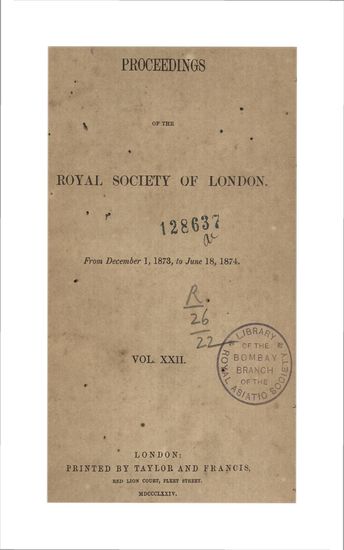 PROCEEDINGS
OF THE
ROYAL SOCIETY OF LONDON.
128637
From December 1, 1873, to June 18, 1874.
R
26
22
VOL. XXII.
LIBRARY
OF THE
BOMBAY
BRANCH
OF THE
ROYAL ASIATIC SOCIETY
LONDON:
PRINTED BY TAYLOR AND FRANCIS,
RED LION COURT, FLEET STREET.
MDCCCLXXIV.